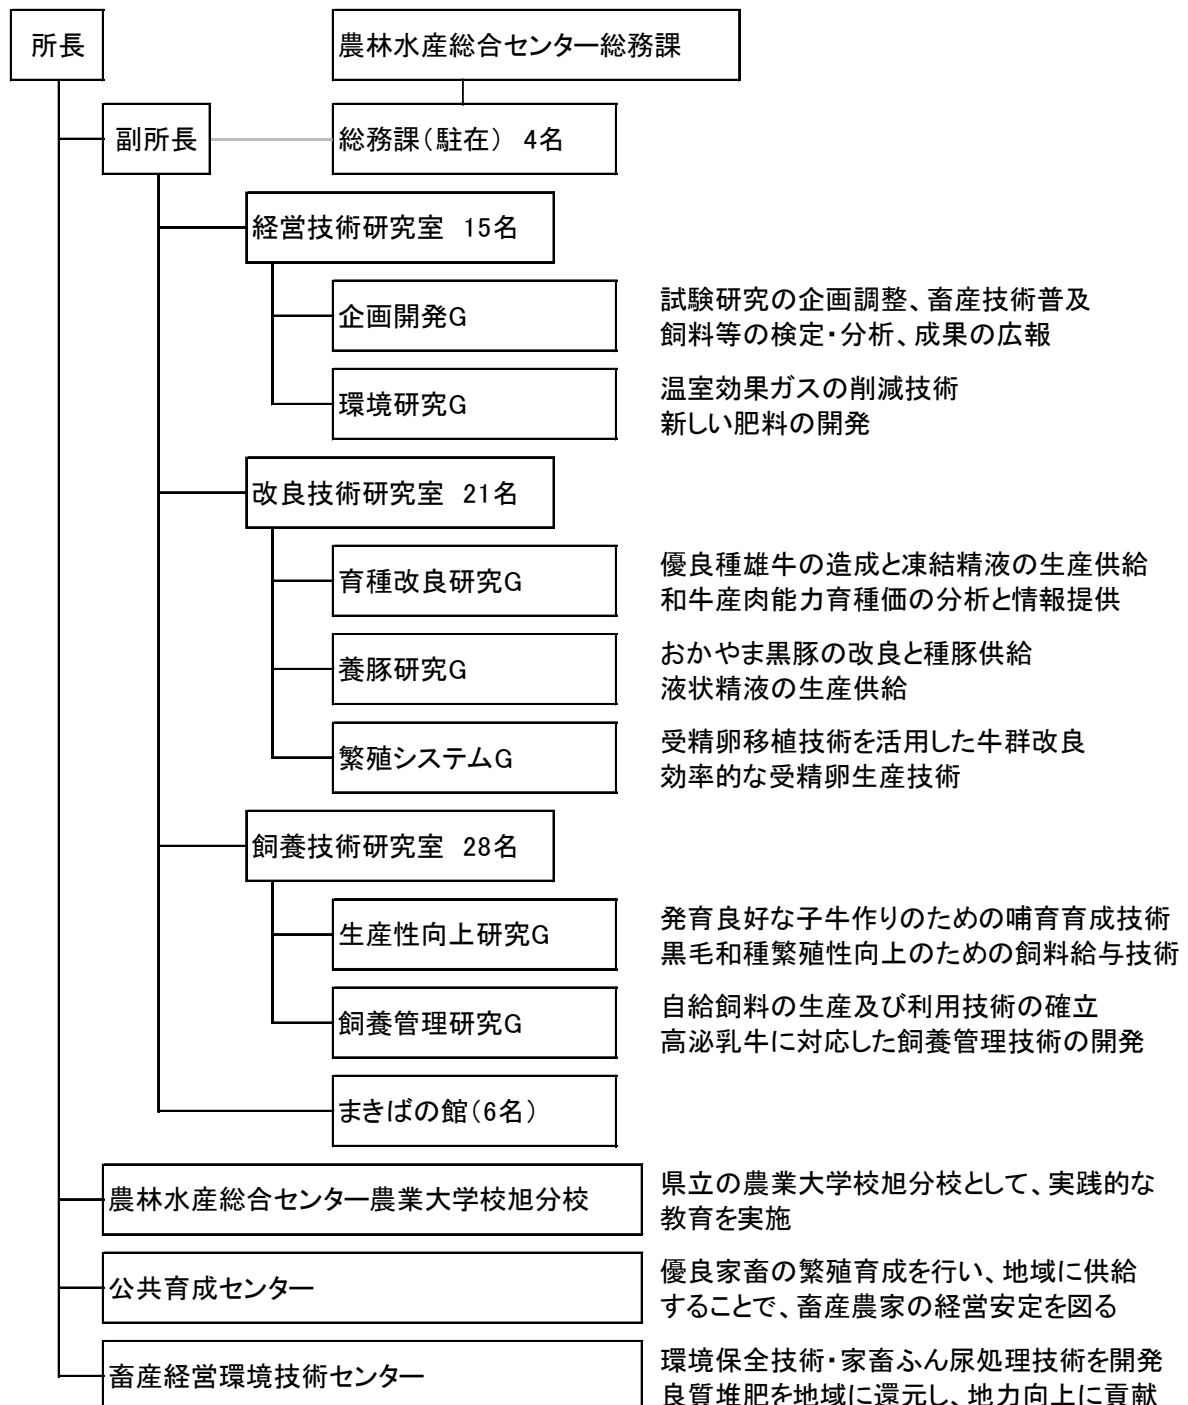 所長
農林水産総合センター総務課
副所長
総務課（駐在） 4名
経営技術研究室 15名
企画開発G
試験研究の企画調整、畜産技術普及
飼料等の検定・分析、成果の広報
環境研究G
温室効果ガスの削減技術
新しい肥料の開発
改良技術研究室 21名
育種改良研究G
優良種雄牛の造成と凍結精液の生産供給
和牛産肉能力育種価の分析と情報提供
養豚研究G
おかやま黒豚の改良と種豚供給
液状精液の生産供給
繁殖システムG
受精卵移植技術を活用した牛群改良
効率的な受精卵生産技術
飼養技術研究室 28名
生産性向上研究G
発育良好な子牛作りのための哺育育成技術
黒毛和種繁殖性向上のための飼料給与技術
飼養管理研究G
自給飼料の生産及び利用技術の確立
高泌乳牛に対応した飼養管理技術の開発
まきばの館（6名）
農林水産総合センター農業大学校旭分校
県立の農業大学校旭分校として、実践的な
教育を実施
公共育成センター
優良家畜の繁殖育成を行い、地域に供給
することで、畜産農家の経営安定を図る
畜産経営環境技術センター
環境保全技術・家畜ふん尿処理技術を開発
良質堆肥を地域に還元し、地力向上に貢献